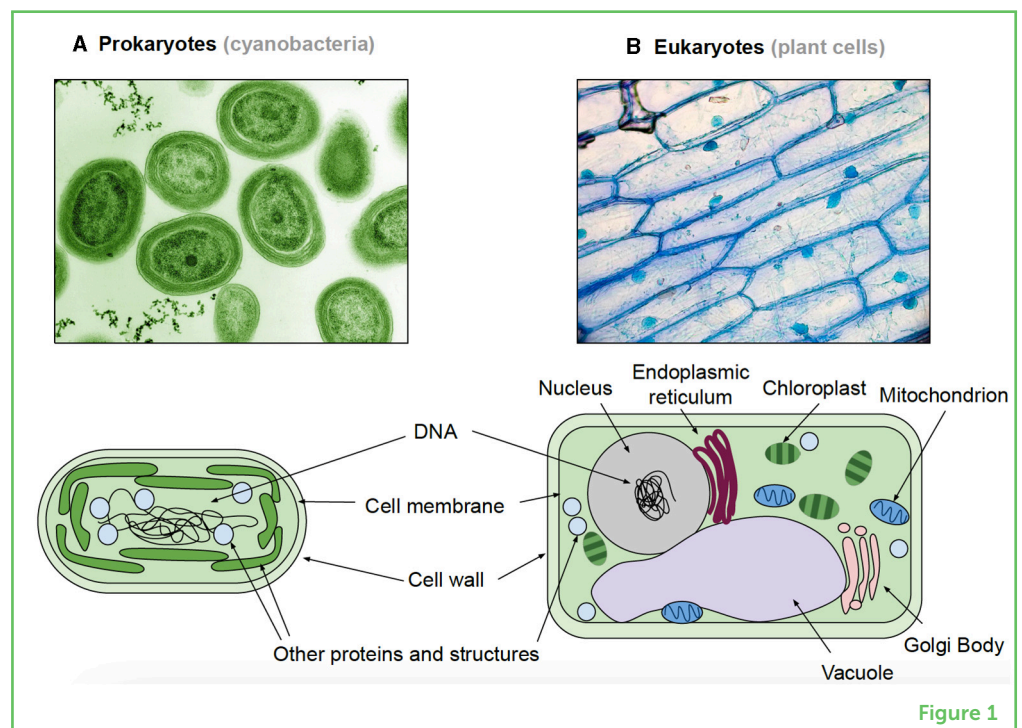 A Prokaryotes (cyanobacteria)
B Eukaryotes (plant cells)
Nucleus
Endoplasmic
reticulum
Chloroplast
Mitochondrion
DNA
Cell membrane
Cell wall
Other proteins and structures
Golgi Body
Vacuole
Figure 1